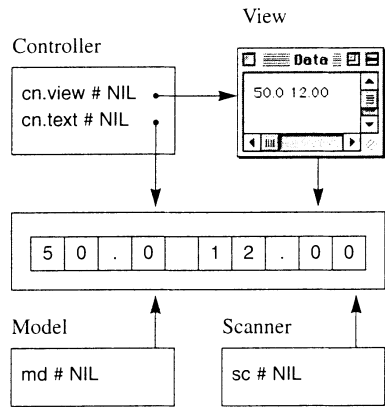 View
Controller
Data
cn.view # NIL
cn.text # NIL
50.0 12.00
5 0 . 0 1 2 . 0 0
Model
Scanner
md # NIL
sc # NIL